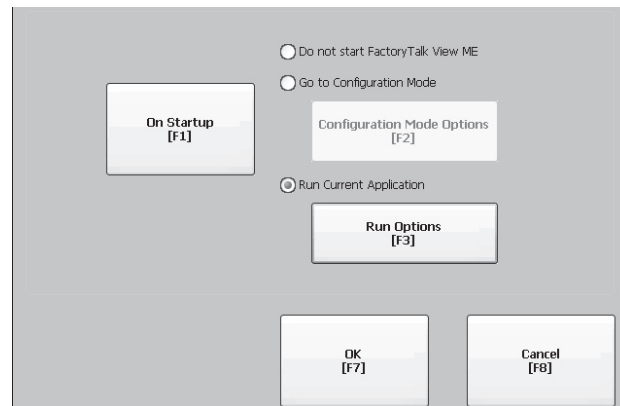 Do not start FactoryTalk View ME
Go to Configuration Mode
On Startup
[F1]
Configuration Mode Options
[F2]
Run Current Application
Run Options
[F3]
OK
[F7]
Cancel
[F8]